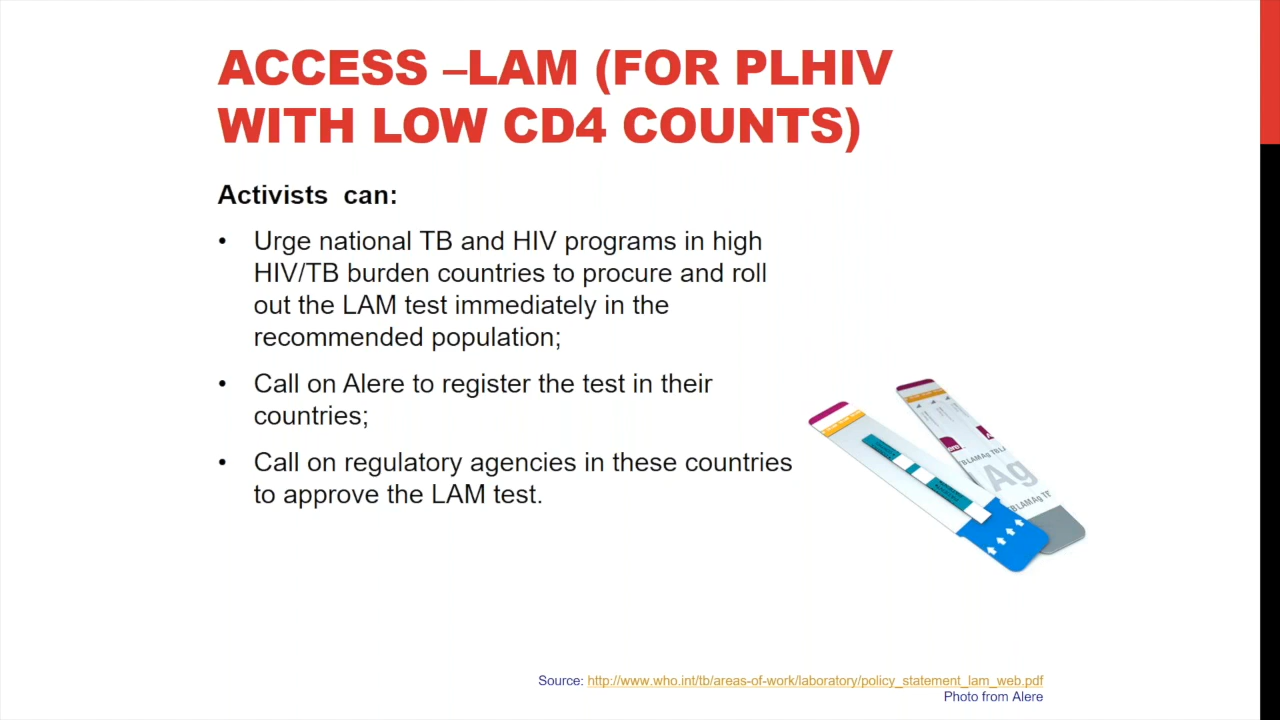 ACCESS –LAM (FOR PLHIV
WITH LOW CD4 COUNTS)
Activists can:
• Urge national TB and HIV programs in high
HIV/TB burden countries to procure and roll
out the LAM test immediately in the
recommended population;
• Call on Alere to register the test in their
countries;
• Call on regulatory agencies in these countries
to approve the LAM test.
Ag
Source: http://www.who.int/tb/areas-of-work/laboratory/policy_statement_lam_web.pdf
Photo from Alere